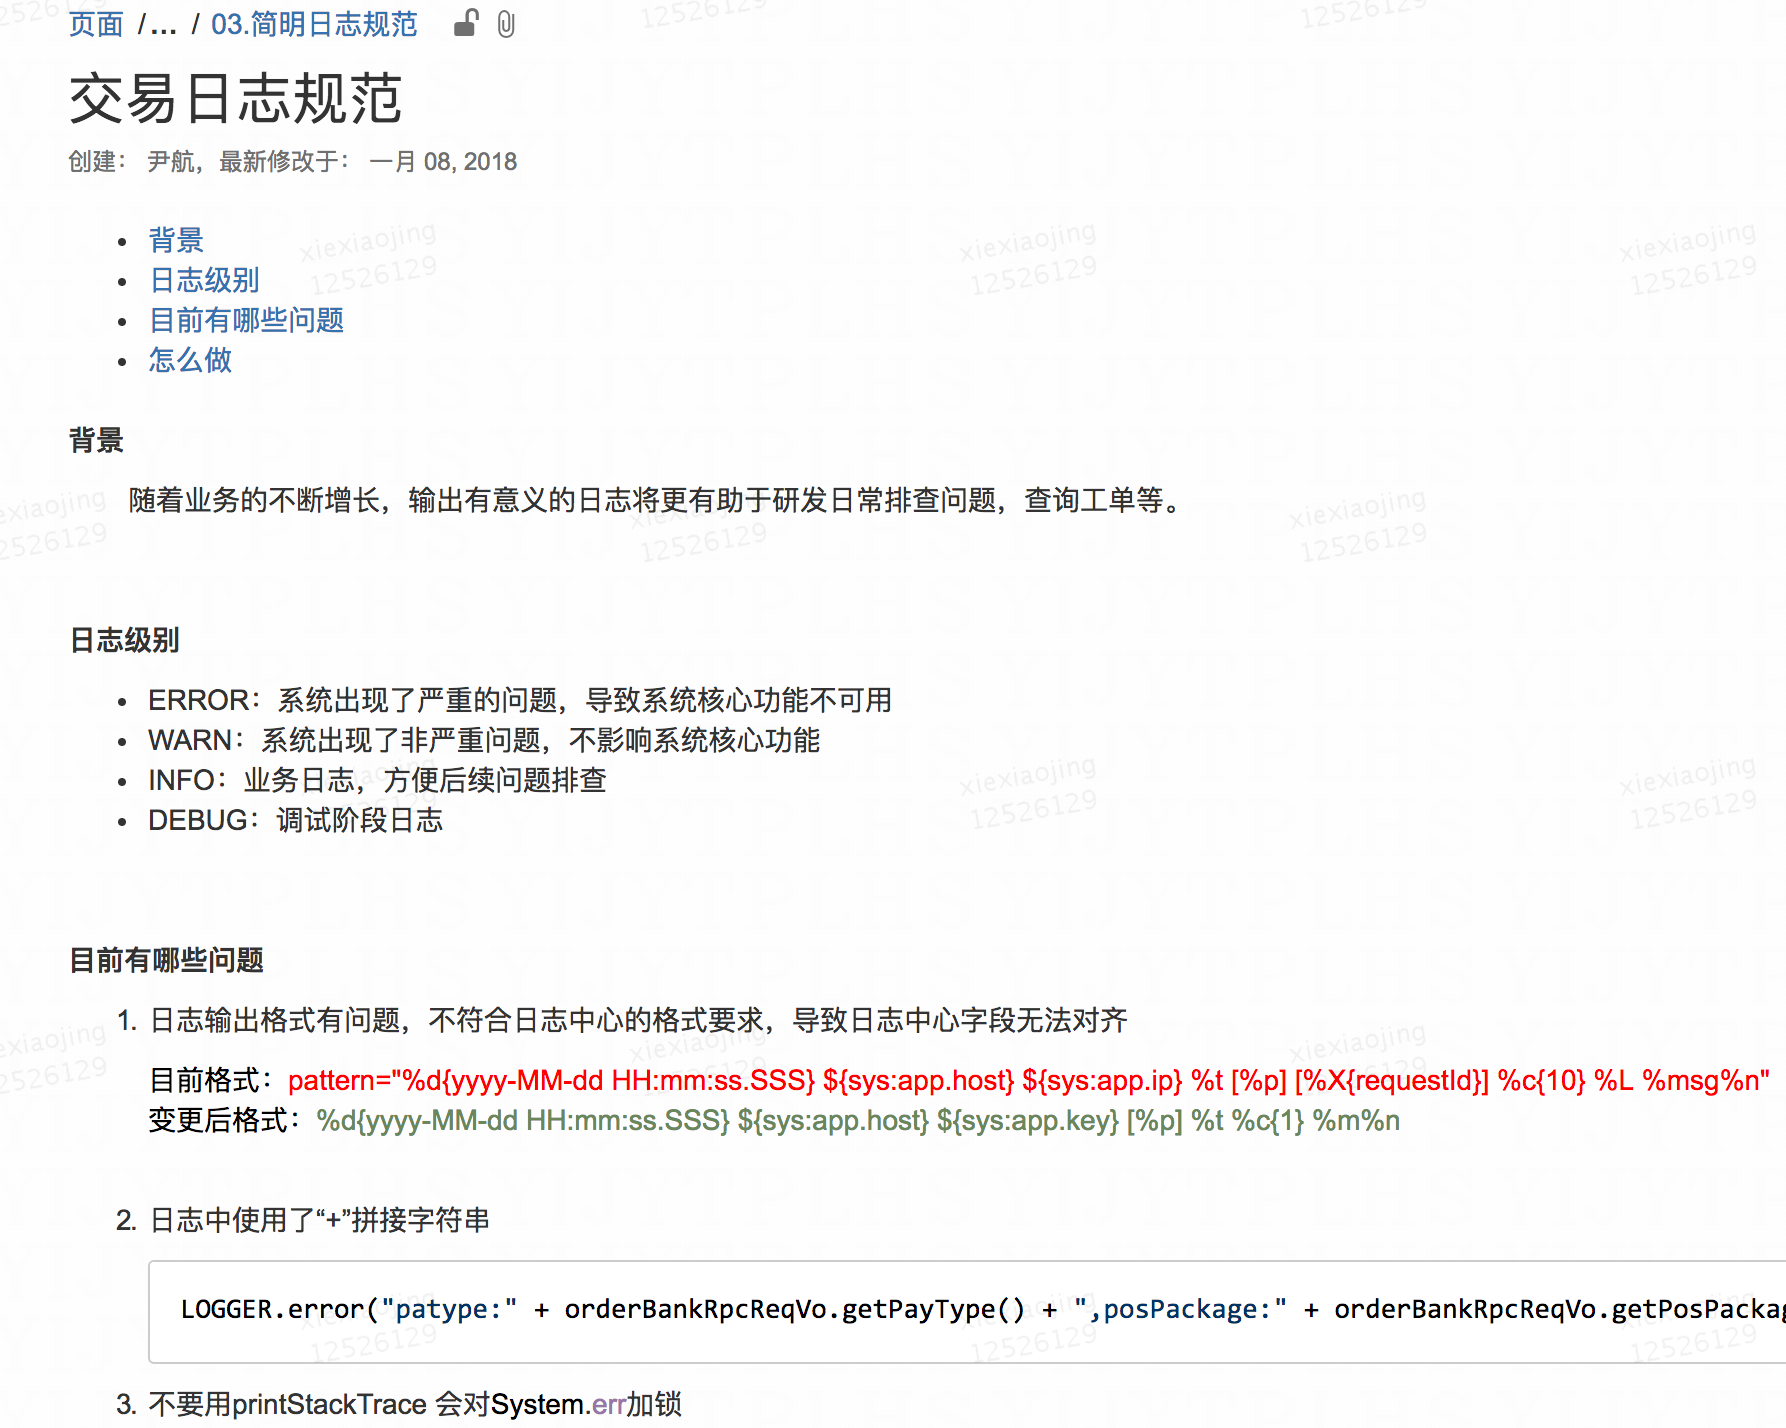 页面 /... / 03.简明日志规范
交易日志规范
创建： 尹航，最新修改于： 一月 08, 2018
• 背景
• 日志级别
• 目前有哪些问题
• 怎么做
背景
随着业务的不断增长，输出有意义的日志将更有助于研发日常排查问题，查询工单等。
日志级别
• ERROR：系统出现了严重的问题，导致系统核心功能不可用
• WARN：系统出现了非严重问题，不影响系统核心功能
• INFO：业务日志，方便后续问题排查
• DEBUG：调试阶段日志
目前有哪些问题
1. 日志输出格式有问题，不符合日志中心的格式要求，导致日志中心字段无法对齐
目前格式：pattern="%d{yyyy-MM-dd HH:mm:ss.SSS} ${sys:app.host} ${sys:app.ip} %t [%p] [%X{requestId}] %c{10} %L %msg%n"
变更后格式：%d{yyyy-MM-dd HH:mm:ss.SSS} ${sys:app.host} ${sys:app.key} [%p] %t %c{1} %m%n
2. 日志中使用了“+”拼接字符串
LOGGER.error("patype:" + orderBankRpcReqVo.getPayType() + ",posPackage:" + orderBankRpcReqVo.getPosPackag
3. 不要用printStackTrace 会对System.err加锁
xiexiaojing
12526129